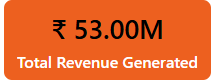 ₹ 53.00M
Total Revenue Generated